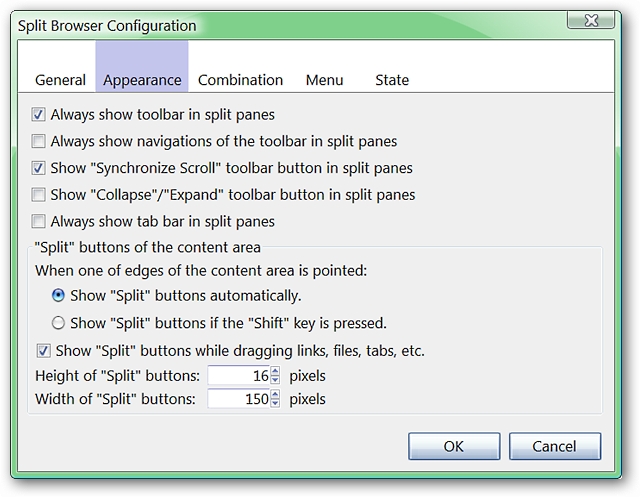 Split Browser Configuration
General Appearance Combination Menu State
Always show toolbar in split panes
Always show navigations of the toolbar in split panes
Show "Synchronize Scroll" toolbar button in split panes
Show "Collapse"/"Expand" toolbar button in split panes
Always show tab bar in split panes
"Split" buttons of the content area
When one of edges of the content area is pointed:
Show "Split" buttons automatically.
Show "Split" buttons if the "Shift" key is pressed.
Show "Split" buttons while dragging links, files, tabs, etc.
Height of "Split" buttons: 16 pixels
Width of "Split" buttons: 150 pixels
OK Cancel